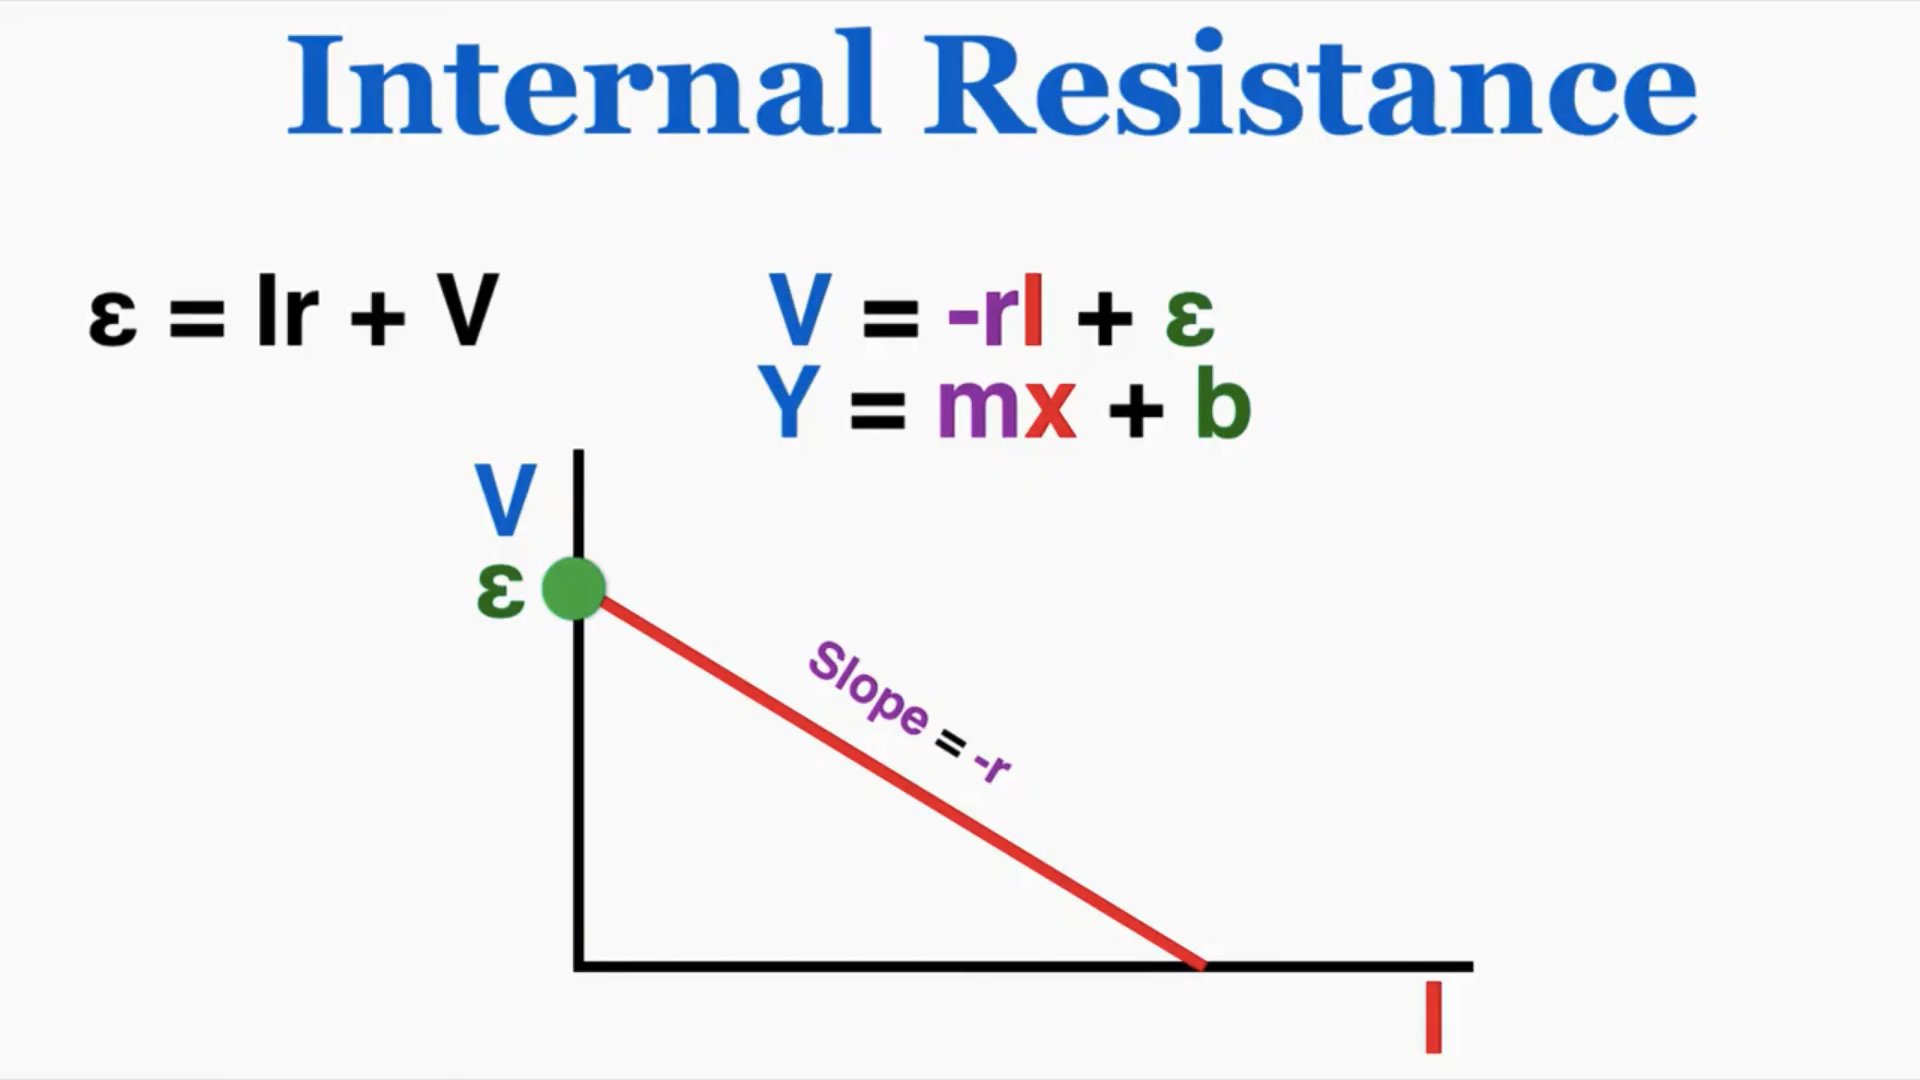 Internal Resistance
ε = Ir + V
V = -rI + ε
Y = mx + b
V
ε
Slope = -r
I